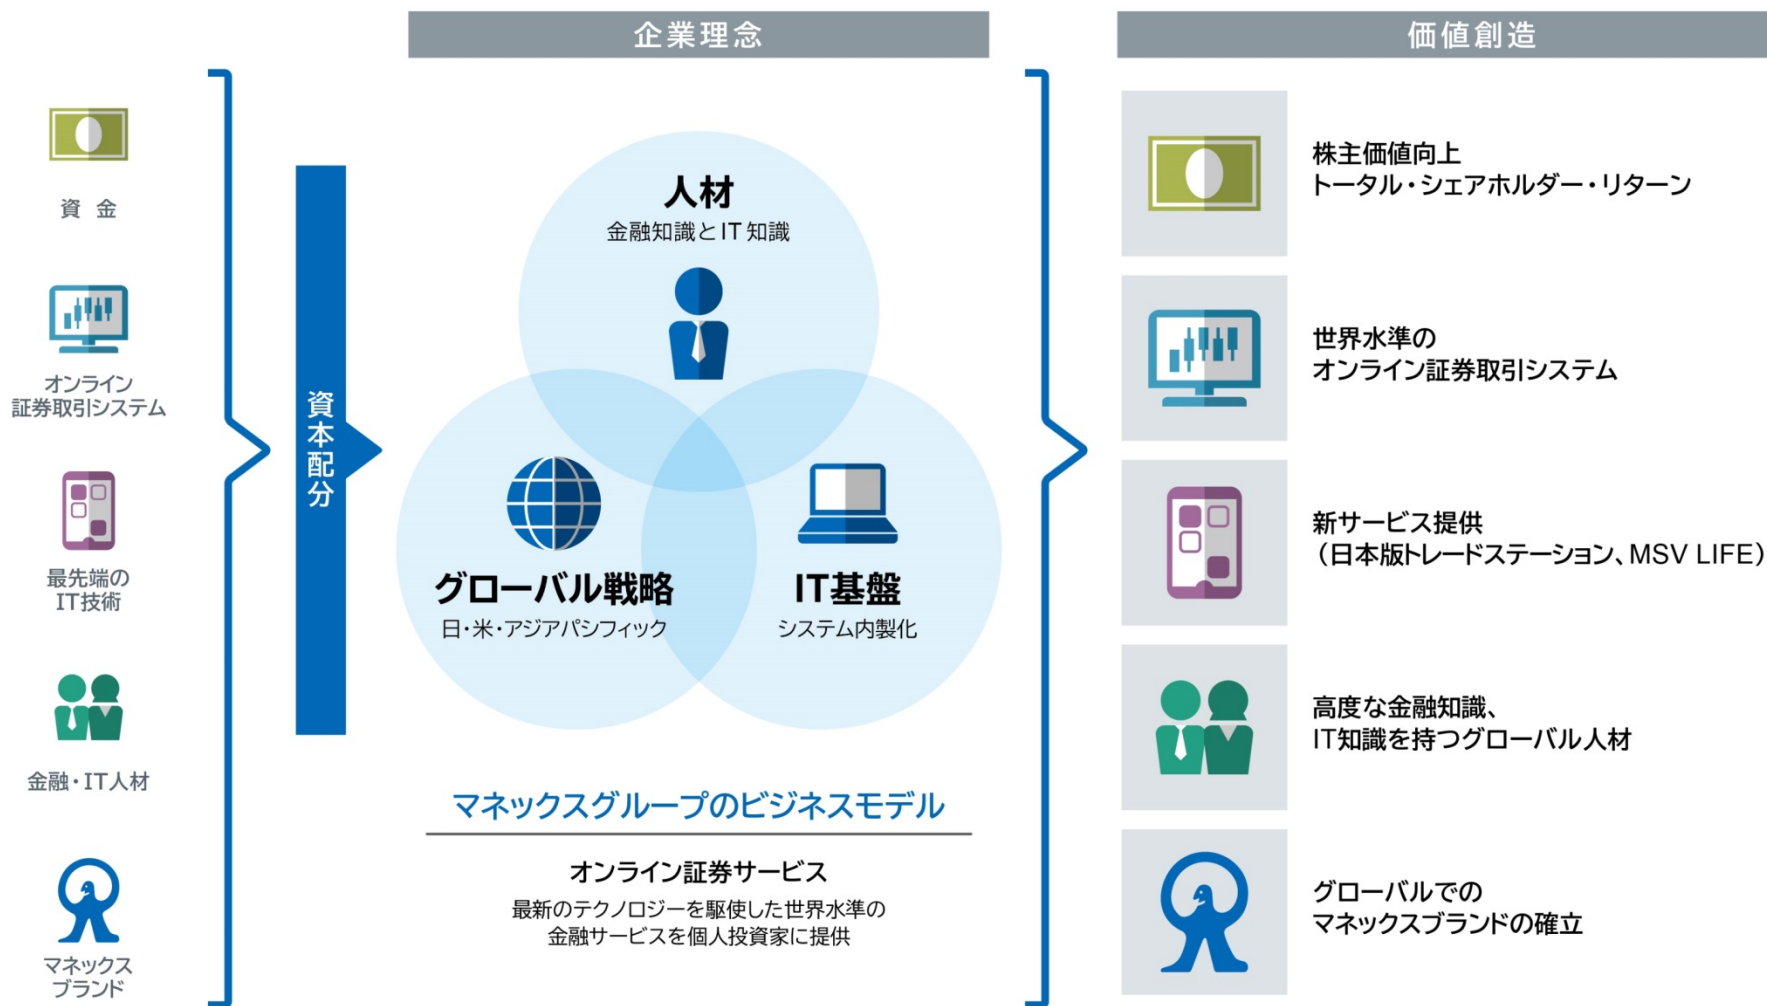 企業理念
価値創造
資金
オンライン
証券取引システム
最先端の
IT技術
金融・IT人材
マネックス
ブランド
資本配分
人材
金融知識とIT知識
グローバル戦略
日・米・アジアパシフィック
IT基盤
システム内製化
マネックスグループのビジネスモデル
オンライン証券サービス
最新のテクノロジーを駆使した世界水準の
金融サービスを個人投資家に提供
株主価値向上
トータル・シェアホルダー・リターン
世界水準の
オンライン証券取引システム
新サービス提供
（日本版トレードステーション、MSV LIFE）
高度な金融知識、
IT知識を持つグローバル人材
グローバルでの
マネックスブランドの確立